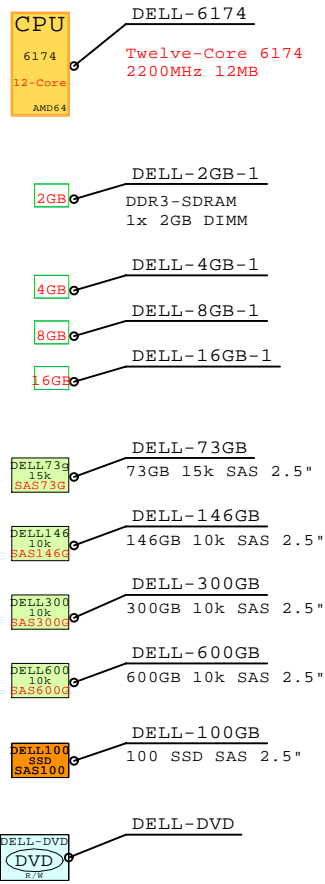 CPU
6174
12-Core
AMD64
DELL-6174
Twelve-Core 6174
2200MHz 12MB
2GB
DELL-2GB-1
DDR3-SDRAM
1x 2GB DIMM
4GB
DELL-4GB-1
8GB
DELL-8GB-1
16GB
DELL-16GB-1
DELL73g
15k
SAS73G
DELL-73GB
73GB 15k SAS 2.5"
DELL146
10k
SAS146G
DELL-146GB
146GB 10k SAS 2.5"
DELL300
10k
SAS300G
DELL-300GB
300GB 10k SAS 2.5"
DELL600
10k
SAS600G
DELL-600GB
600GB 10k SAS 2.5"
DELL100
SSD
SAS100
DELL-100GB
100 SSD SAS 2.5"
DELL-DVD
DVD
R/W
DELL-DVD